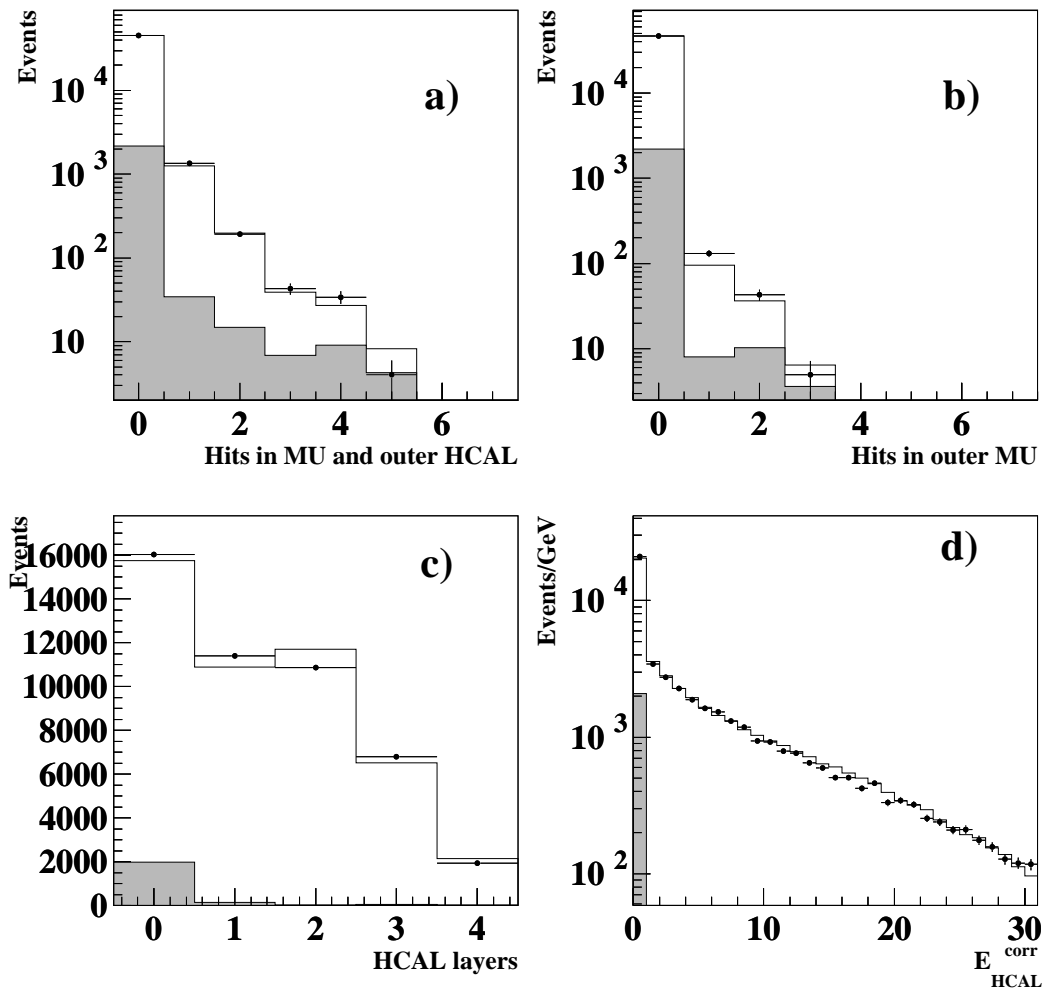 Events
a)
10 4
10 3
10 2
10
0 2 4 6
Hits in MU and outer HCAL
Events
b)
10 4
10 3
10 2
10
0 2 4 6
Hits in outer MU
Events
c)
16000
14000
12000
10000
8000
6000
4000
2000
0
0 1 2 3 4
HCAL layers
Events/GeV
d)
10 4
10 3
10 2
0 10 20 30
E HCAL corr